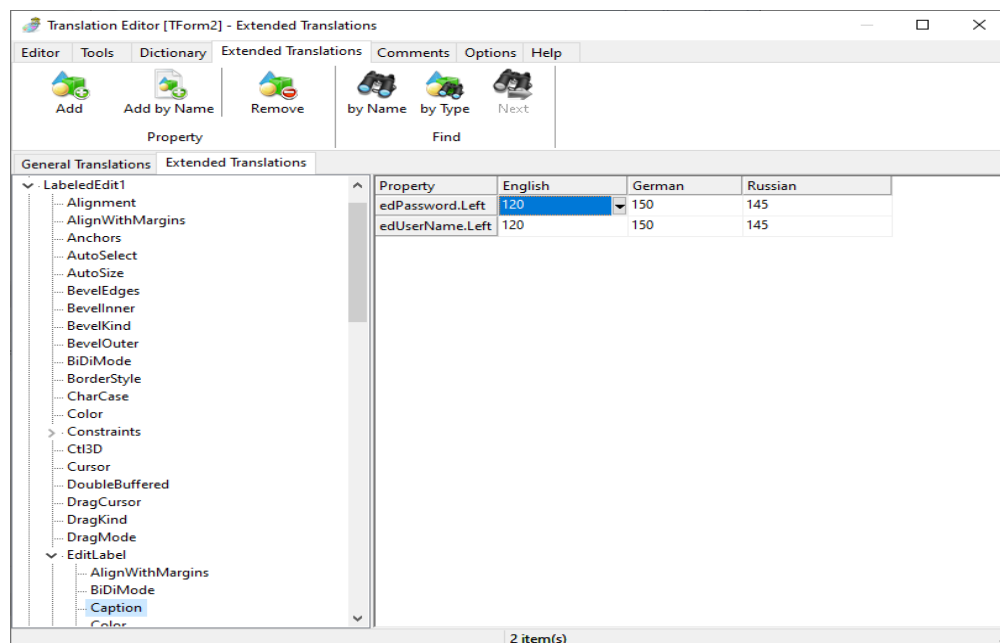 Translation Editor [TForm2] - Extended Translations
Editor Tools Dictionary Extended Translations Comments Options Help
Add Add by Name Remove by Name by Type Next
Property Find
General Translations Extended Translations
LabeledEdit1
Alignment
AlignWithMargins
Anchors
AutoSelect
AutoSize
BevelEdges
BevelInner
BevelKind
BevelOuter
BiDiMode
BorderStyle
CharCase
Color
Constraints
Ctl3D
Cursor
DoubleBuffered
DragCursor
DragKind
DragMode
EditLabel
AlignWithMargins
BiDiMode
Caption
Color
Property English German Russian
edPassword.Left 120 150 145
edUserName.Left 120 150 145
2 item(s)